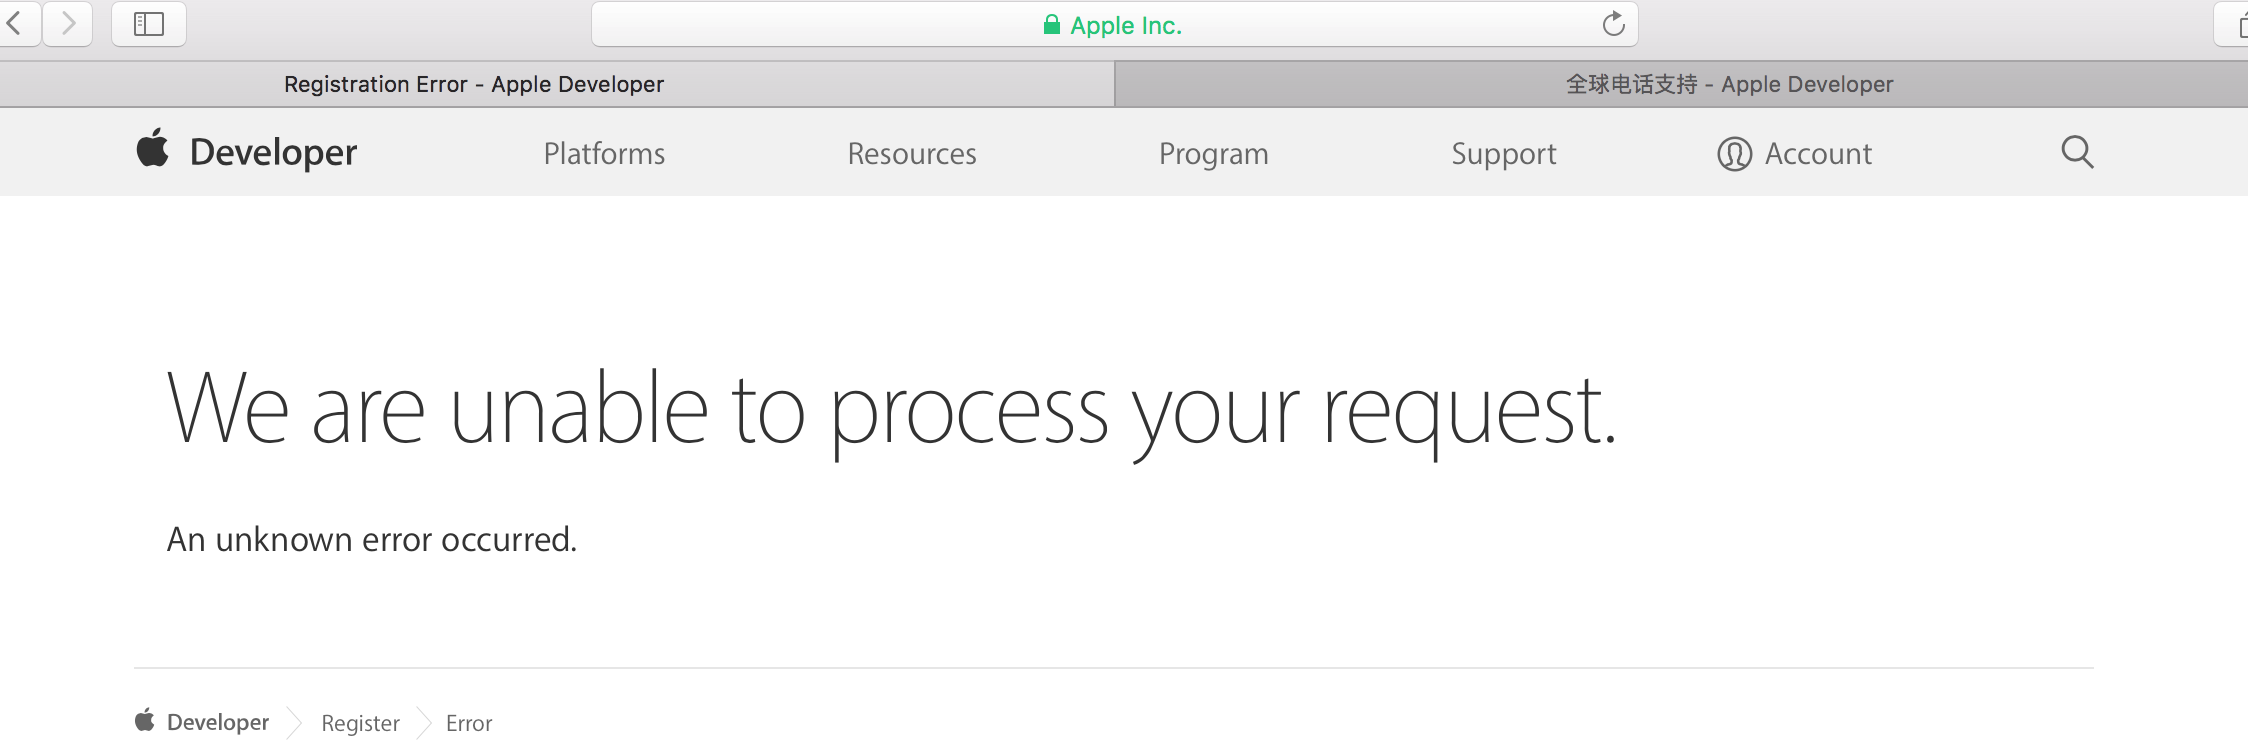 Apple Inc.
Registration Error - Apple Developer
全球电话支持 - Apple Developer
Developer
Platforms
Resources
Program
Support
Account
We are unable to process your request.
An unknown error occurred.
Developer
Register
Error